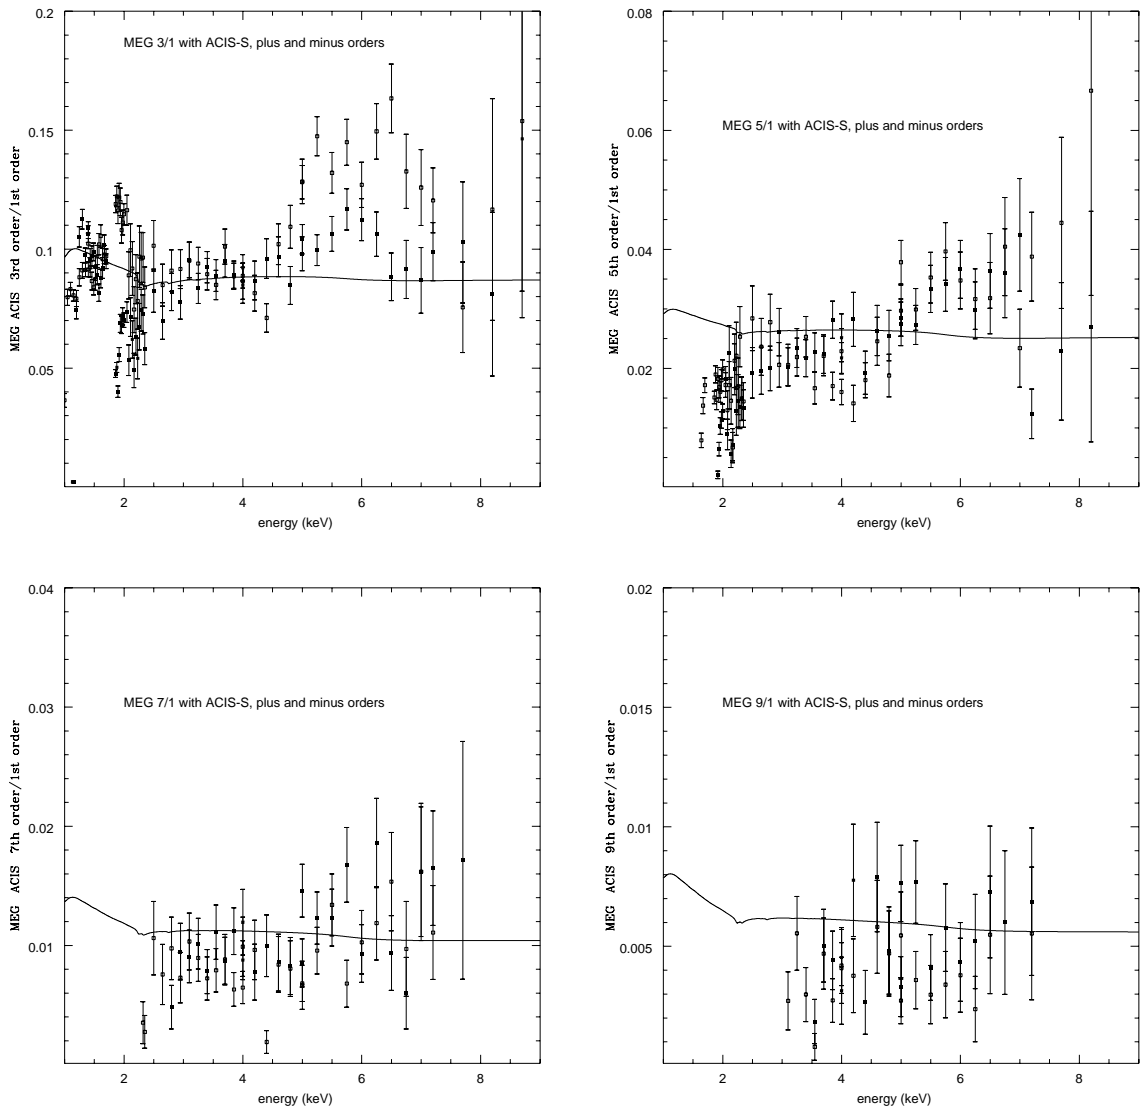 0.2
0.15
0.1
0.05
MEG 3/1 with ACIS-S, plus and minus orders
MEG ACIS 3rd order/1st order
2 4 6 8
energy (keV)
0.08
0.06
0.04
0.02
MEG 5/1 with ACIS-S, plus and minus orders
MEG ACIS 5th order/1st order
2 4 6 8
energy (keV)
0.04
0.03
0.02
0.01
MEG 7/1 with ACIS-S, plus and minus orders
MEG ACIS 7th order/1st order
2 4 6 8
energy (keV)
0.02
0.015
0.01
0.005
MEG 9/1 with ACIS-S, plus and minus orders
MEG ACIS 9th order/1st order
2 4 6 8
energy (keV)